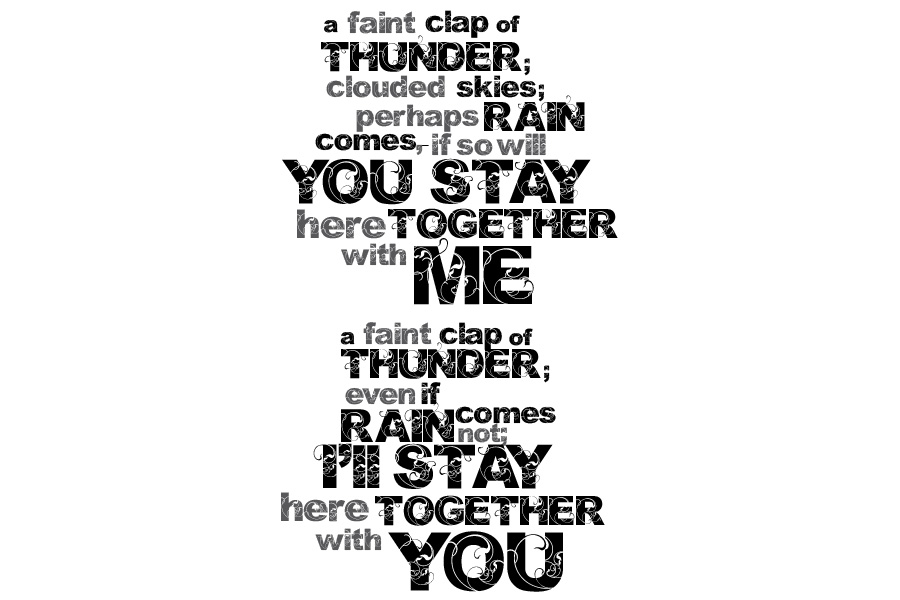 a faint clap of
THUNDER;
clouded skies;
perhaps RAIN
comes, if so will
YOU STAY
here TOGETHER
with ME
a faint clap of
THUNDER;
even if
RAIN comes
not;
I'll STAY
here TOGETHER
with YOU